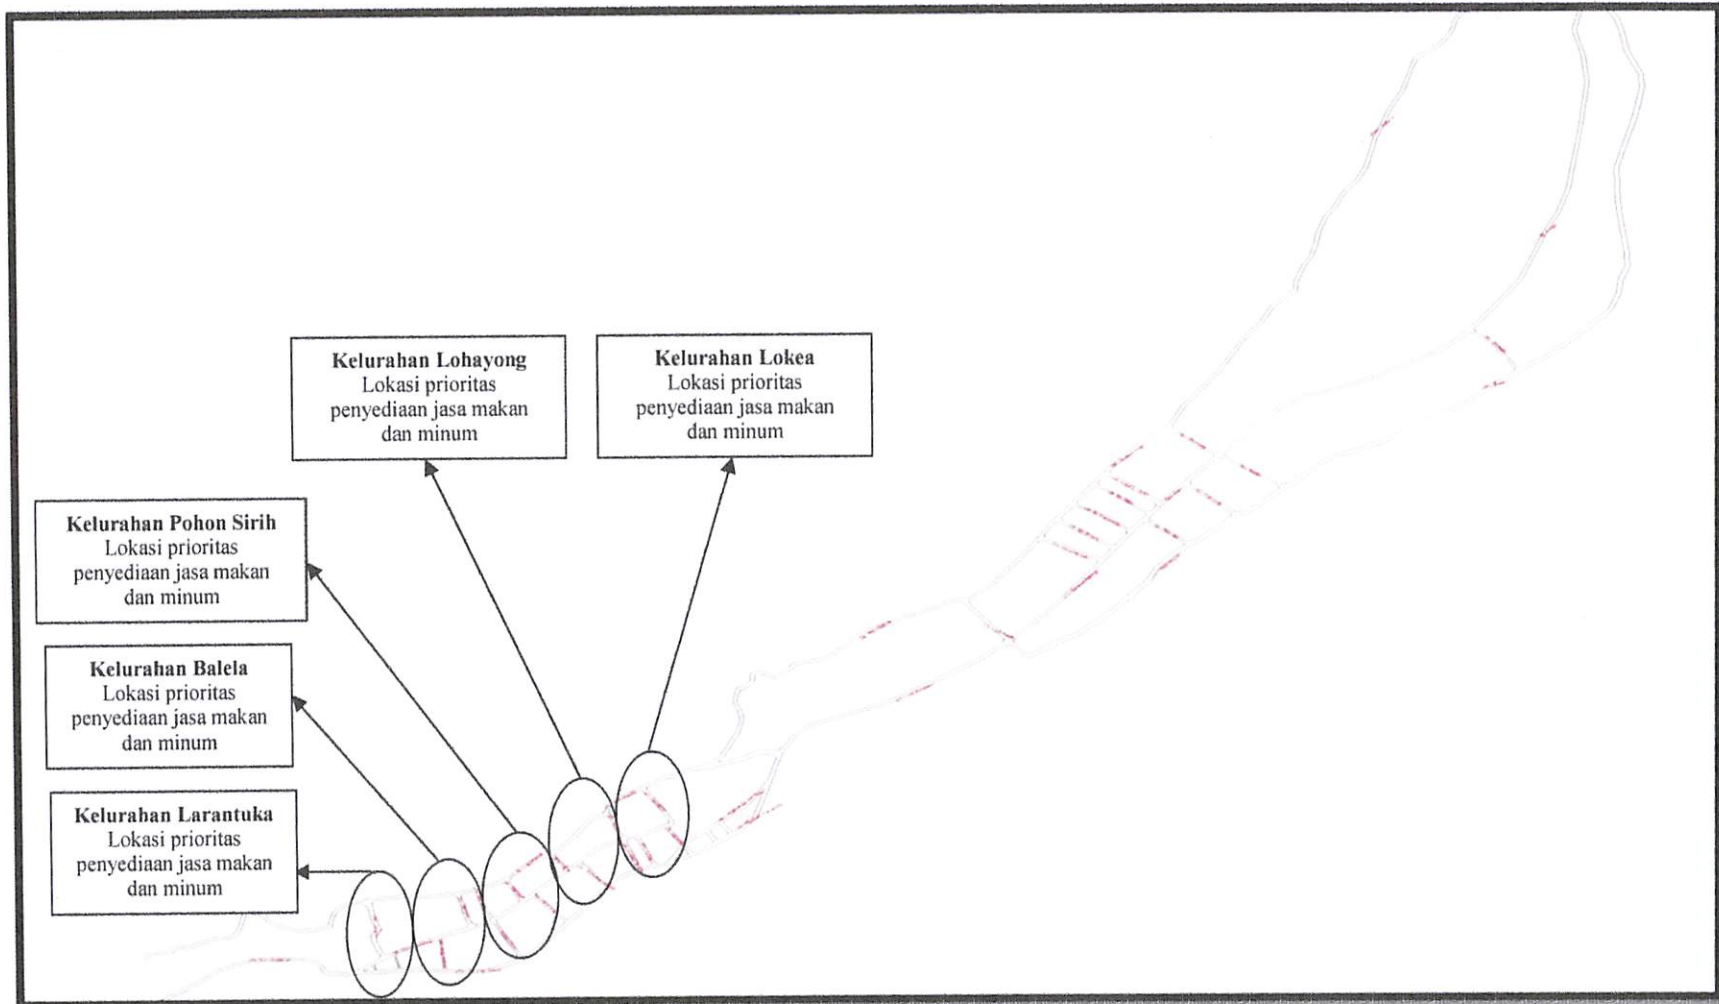 Kelurahan Lohayong
Lokasi prioritas
penyediaan jasa makan
dan minum
Kelurahan Lokea
Lokasi prioritas
penyediaan jasa makan
dan minum
Kelurahan Pohon Sirih
Lokasi prioritas
penyediaan jasa makan
dan minum
Kelurahan Balela
Lokasi prioritas
penyediaan jasa makan
dan minum
Kelurahan Larantuka
Lokasi prioritas
penyediaan jasa makan
dan minum